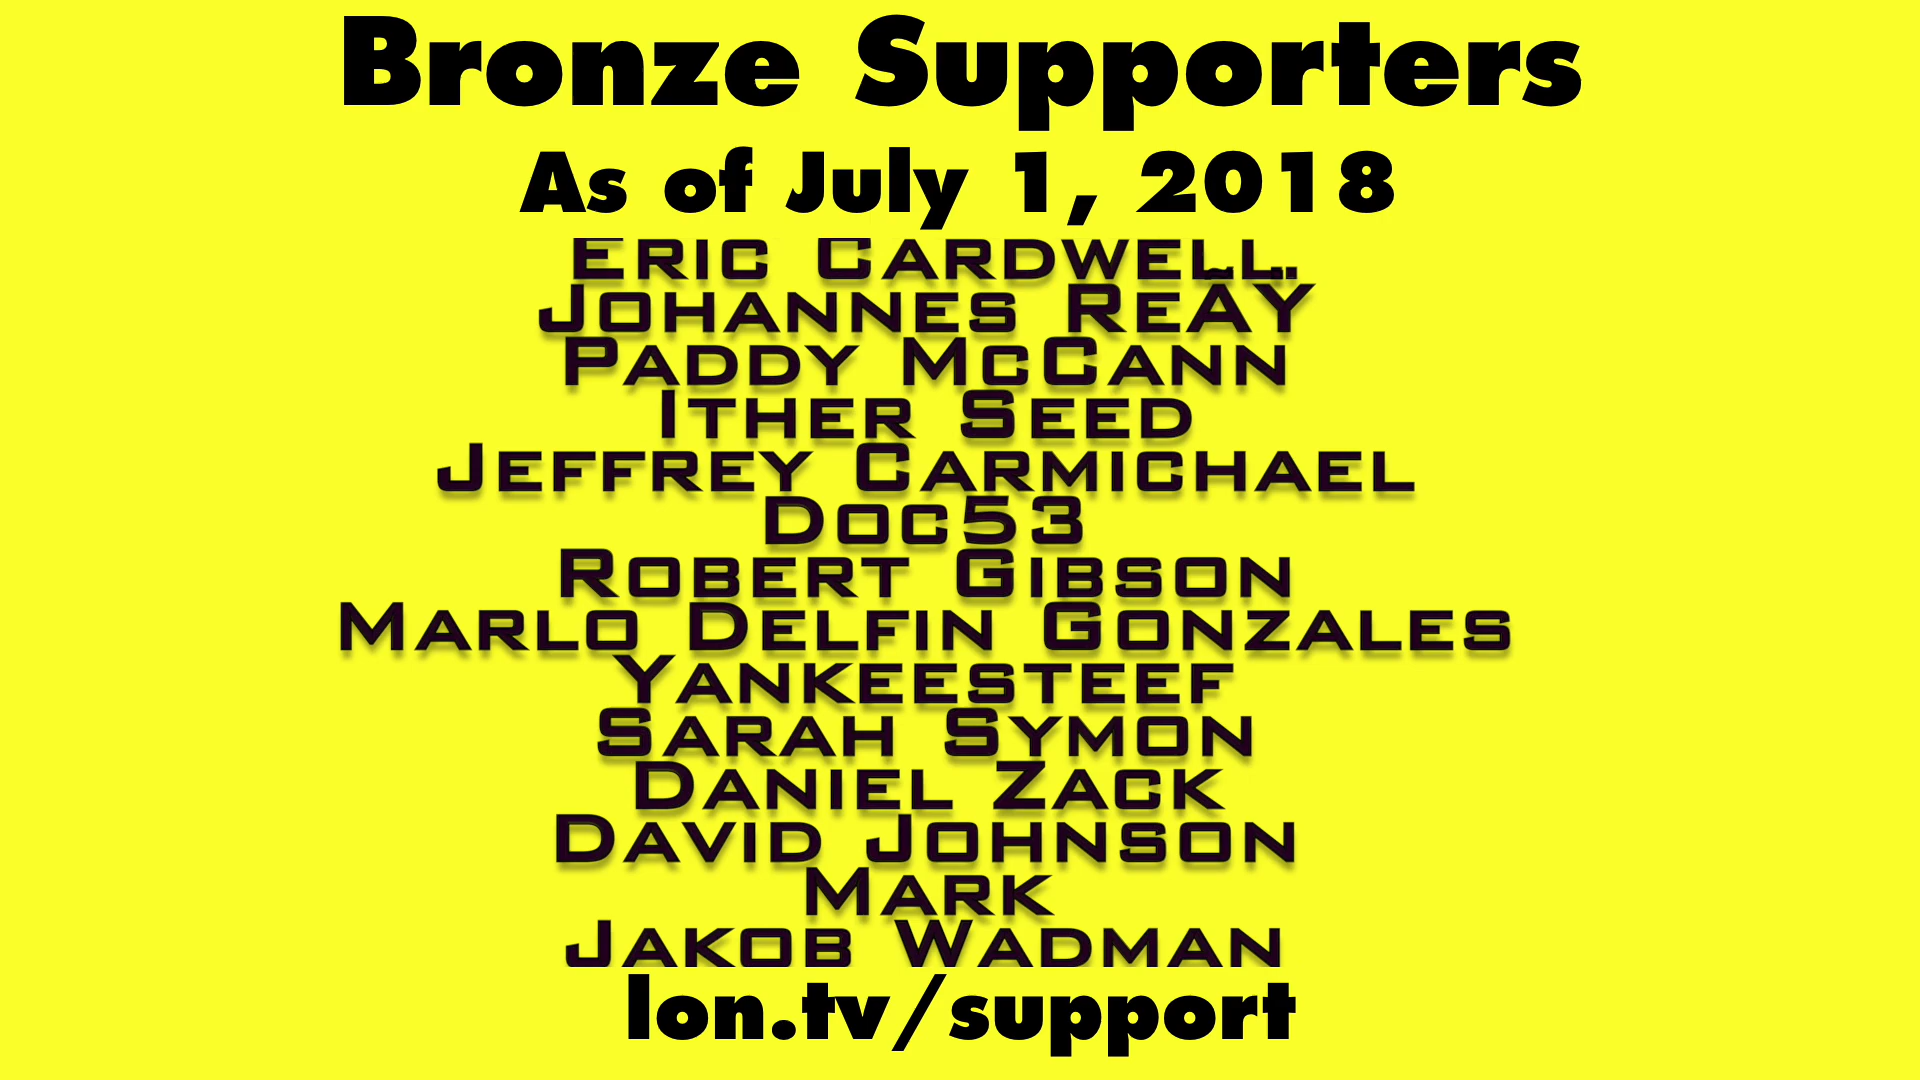 Bronze Supporters
As of July 1, 2018
Eric Cardwell
Johannes ReÃŸ
Paddy McCann
Ither Seed
Jeffrey Carmichael
Doc53
Robert Gibson
Marlo Delfin Gonzales
Yankeesteef
Sarah Symon
Daniel Zack
David Johnson
Mark
Jakob Wadman
lon.tv/support